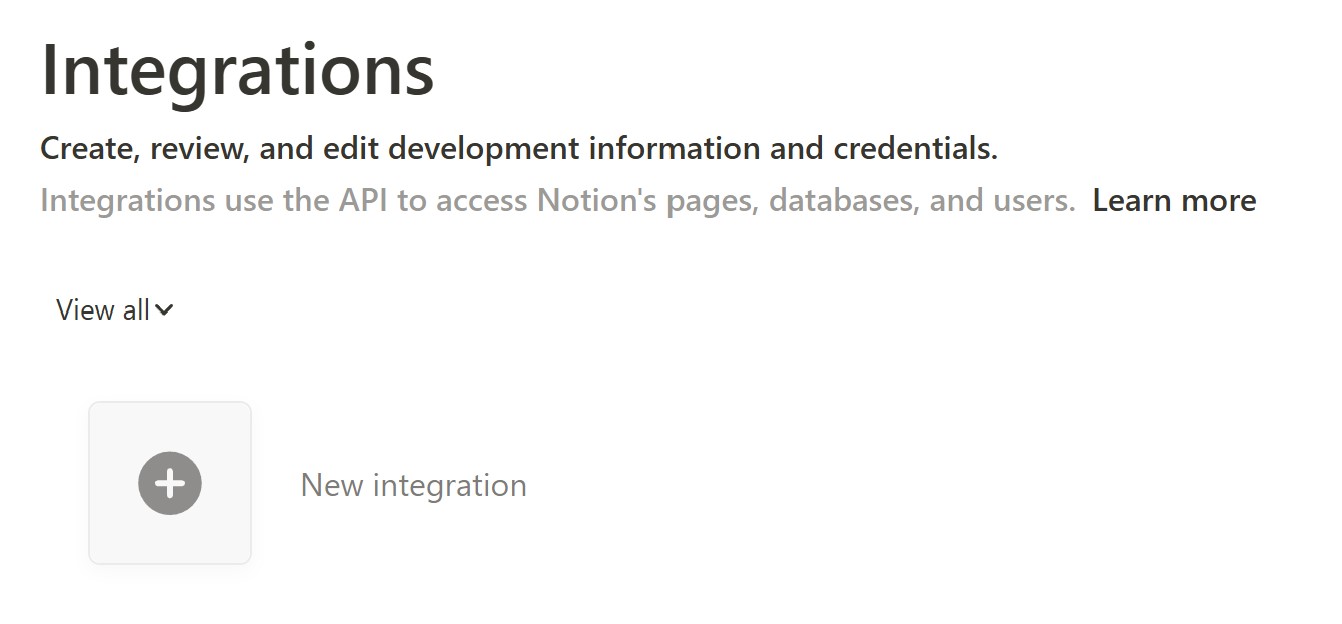 Integrations
Create, review, and edit development information and credentials.
Integrations use the API to access Notion's pages, databases, and users. Learn more
View all
New integration